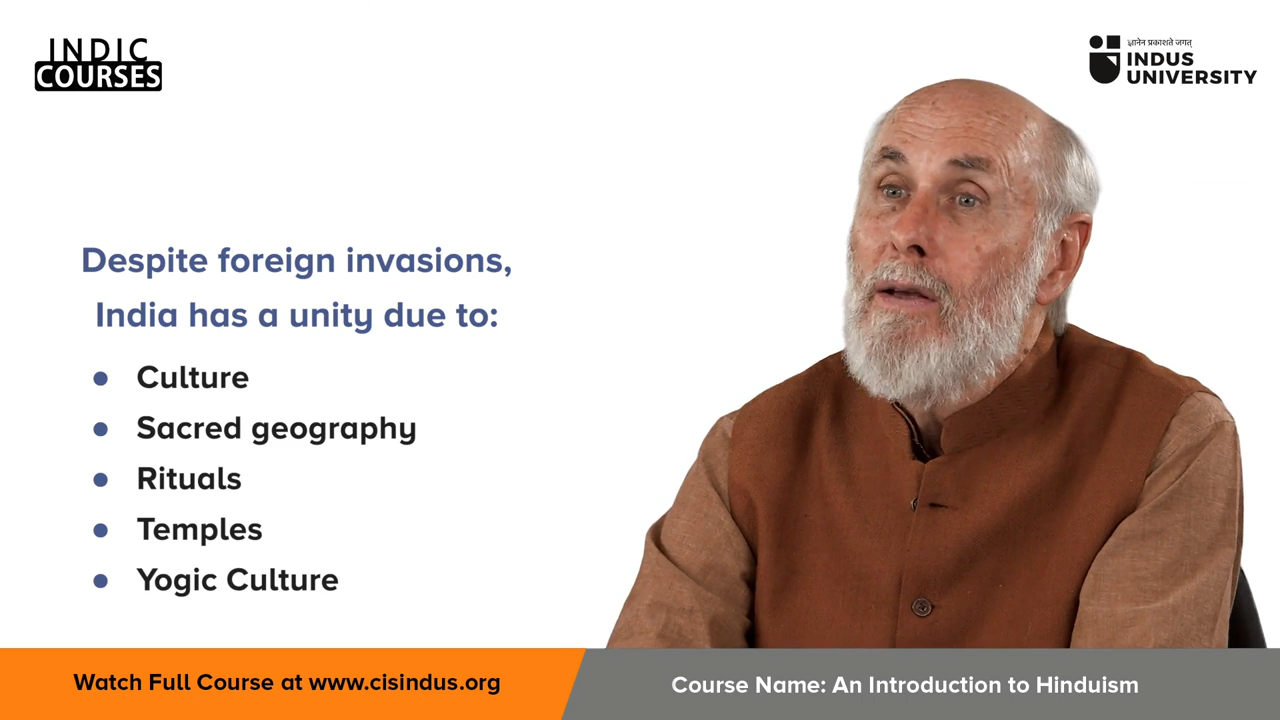 INDIC
COURSES
ज्ञानेन प्रकाशते जगत्
INDUS
UNIVERSITY
Despite foreign invasions,
India has a unity due to:
• Culture
• Sacred geography
• Rituals
• Temples
• Yogic Culture
Watch Full Course at www.cisindus.org
Course Name: An Introduction to Hinduism